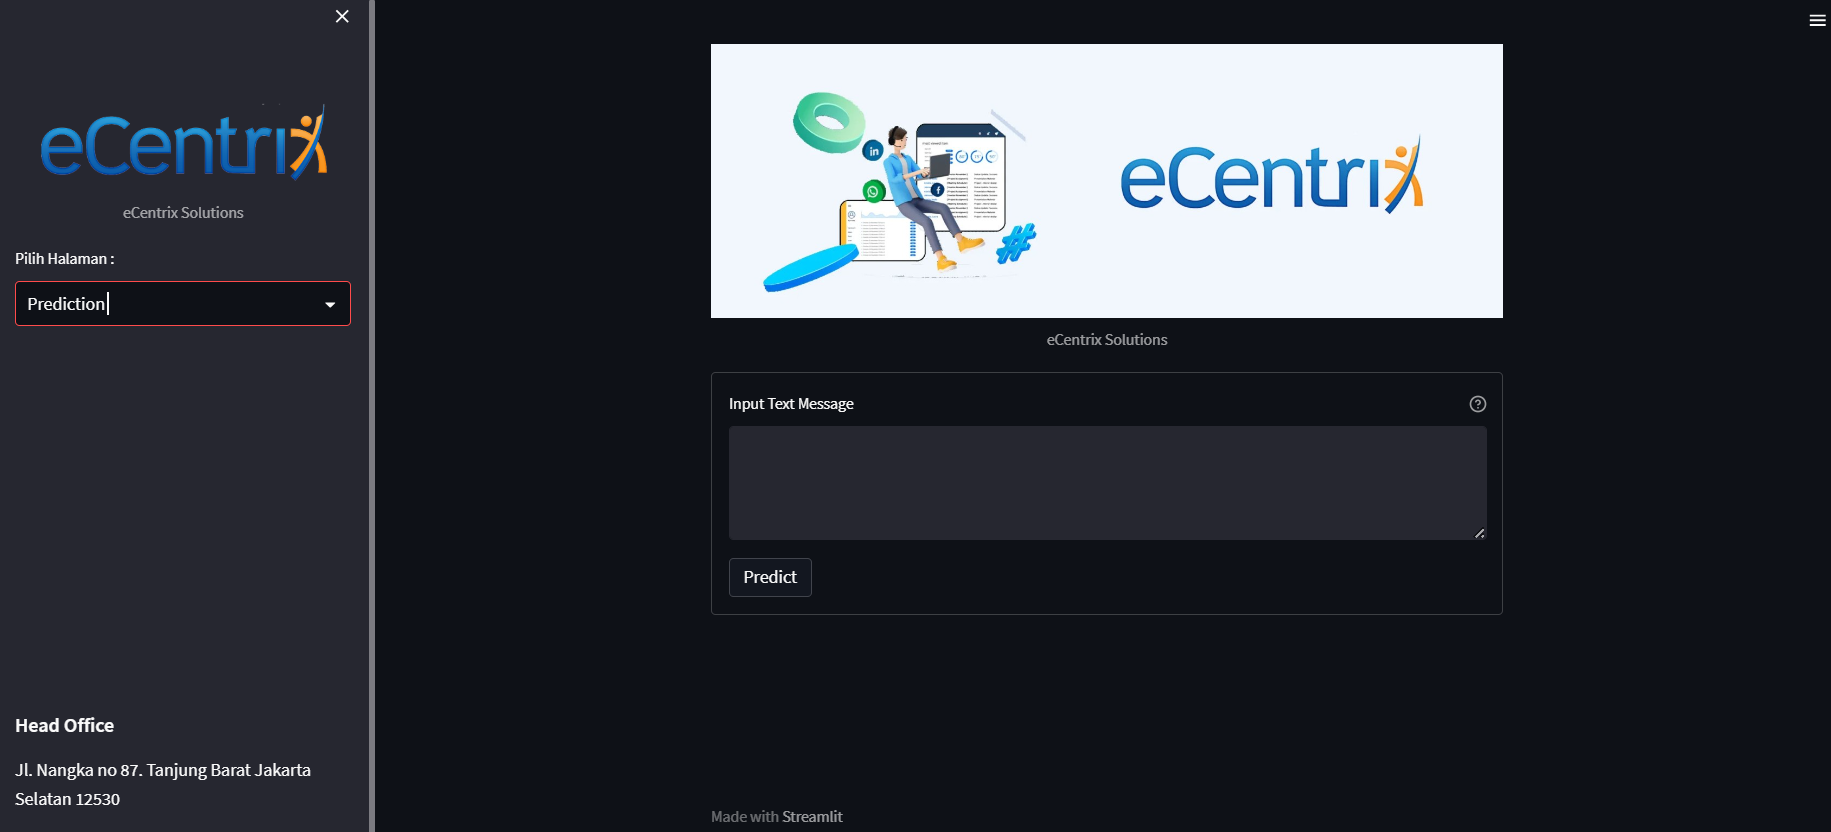 eCentrix
eCentrix Solutions
Pilih Halaman :
Prediction
Head Office
Jl. Nangka no 87. Tanjung Barat Jakarta
Selatan 12530
in
f
#
eCentrix
eCentrix Solutions
Input Text Message
?
Predict
Made with Streamlit